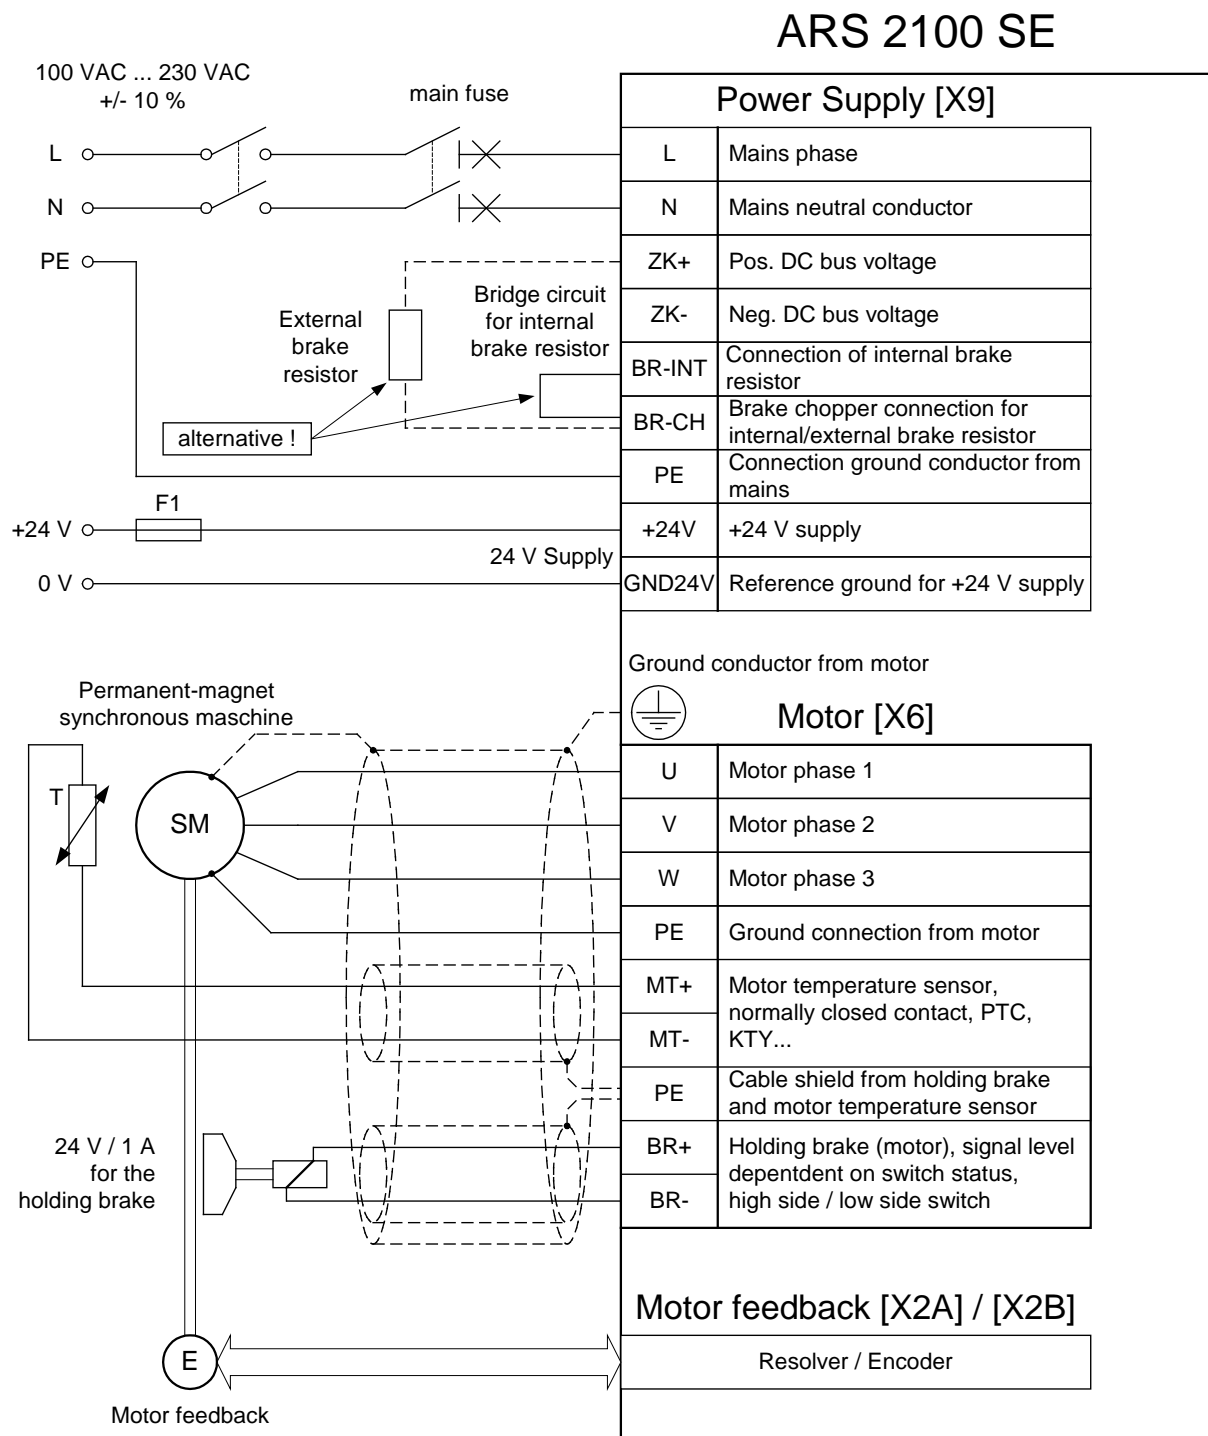 ARS 2100 SE
100 VAC ... 230 VAC
+/- 10 %
main fuse
Power Supply [X9]
L
L
Mains phase
N
N
Mains neutral conductor
PE
ZK+
Pos. DC bus voltage
ZK-
Neg. DC bus voltage
External
brake
resistor
Bridge circuit
for internal
brake resistor
BR-INT
Connection of internal brake
resistor
alternative !
BR-CH
Brake chopper connection for
internal/external brake resistor
PE
Connection ground conductor from
mains
+24 V
F1
+24V
+24 V supply
24 V Supply
0 V
GND24V
Reference ground for +24 V supply
Ground conductor from motor
Permanent-magnet
synchronous maschine
Motor [X6]
T
SM
U
Motor phase 1
V
Motor phase 2
W
Motor phase 3
PE
Ground connection from motor
MT+
MT-
Motor temperature sensor,
normally closed contact, PTC,
KTY...
PE
Cable shield from holding brake
and motor temperature sensor
24 V / 1 A
for the
holding brake
BR+
BR-
Holding brake (motor), signal level
depentdent on switch status,
high side / low side switch
Motor feedback [X2A] / [X2B]
E
Resolver / Encoder
Motor feedback